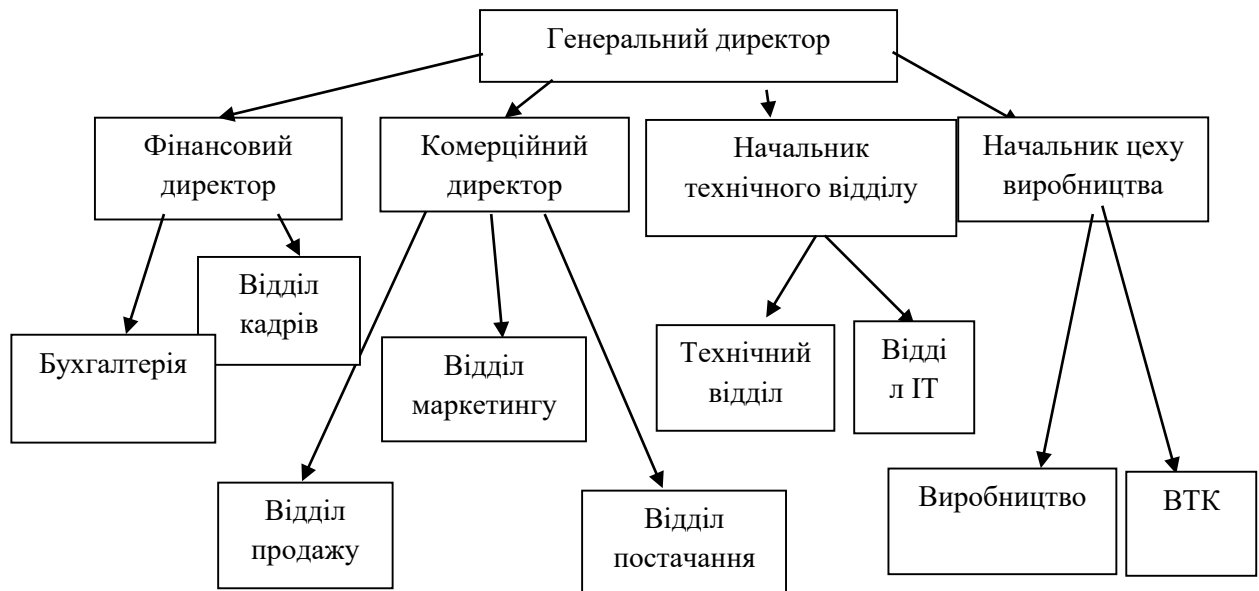 Генеральний директор
Фінансовий
директор
Комерційний
директор
Начальник
технічного відділу
Начальник цеху
виробництва
Відділ
кадрів
Бухгалтерія
Відділ
маркетингу
Технічний
відділ
Відді
л ІТ
Відділ
продажу
Відділ
постачання
Виробництво
ВТК